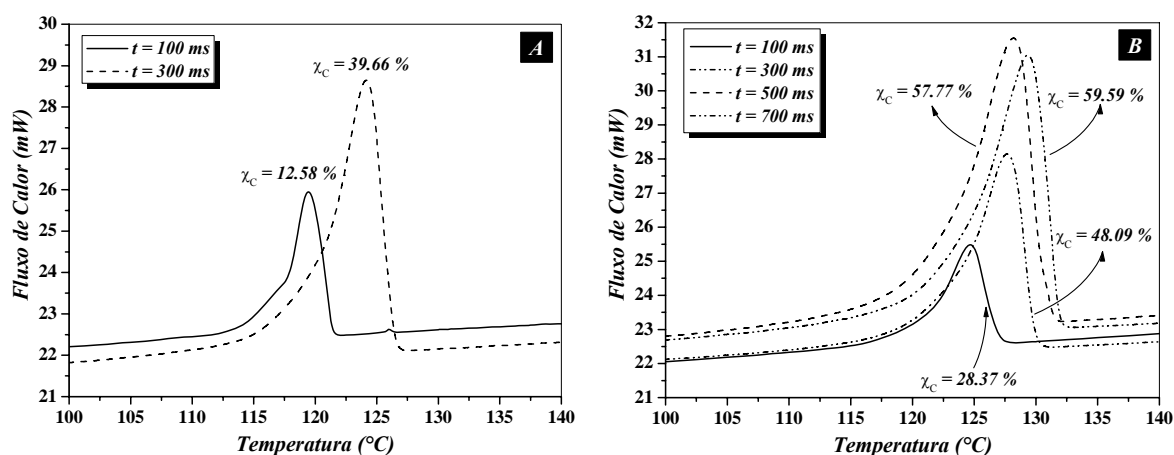 A
t = 100 ms
t = 300 ms
χC = 39.66 %
χC = 12.58 %
Fluxo de Calor (mW)
30
29
28
27
26
25
24
23
22
21
100 105 110 115 120 125 130 135 140
Temperatura (°C)
B
t = 100 ms
t = 300 ms
t = 500 ms
t = 700 ms
χC = 57.77 %
χC = 59.59 %
χC = 48.09 %
χC = 28.37 %
Fluxo de Calor (mW)
32
31
30
29
28
27
26
25
24
23
22
21
100 105 110 115 120 125 130 135 140
Temperatura (°C)